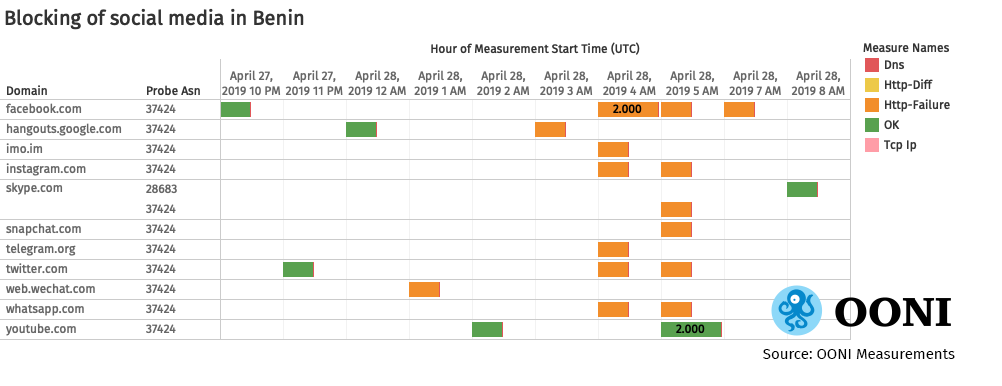 Blocking of social media in Benin
Hour of Measurement Start Time (UTC)
Domain Probe Asn April 27, 2019 10 PM April 27, 2019 11 PM April 28, 2019 12 AM April 28, 2019 1 AM April 28, 2019 2 AM April 28, 2019 3 AM April 28, 2019 4 AM April 28, 2019 5 AM April 28, 2019 7 AM April 28, 2019 8 AM
facebook.com 37424 2.000
hangouts.google.com 37424
imo.im 37424
instagram.com 37424
skype.com 28683
37424
snapchat.com 37424
telegram.org 37424
twitter.com 37424
web.wechat.com 37424
whatsapp.com 37424
youtube.com 37424 2.000
Measure Names
Dns
Http-Diff
Http-Failure
OK
Tcp Ip
OONI
Source: OONI Measurements